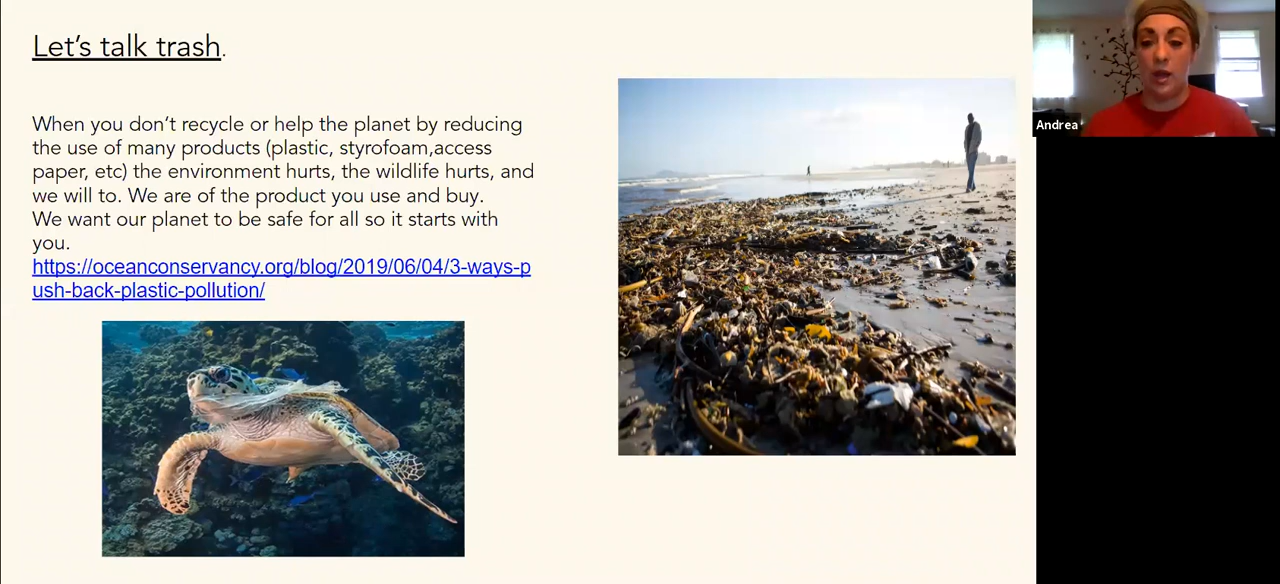 Let’s talk trash.
When you don’t recycle or help the planet by reducing
the use of many products (plastic, styrofoam,access
paper, etc) the environment hurts, the wildlife hurts, and
we will to. We are of the product you use and buy.
We want our planet to be safe for all so it starts with
you.
https://oceanconservancy.org/blog/2019/06/04/3-ways-p
ush-back-plastic-pollution/
Andrea